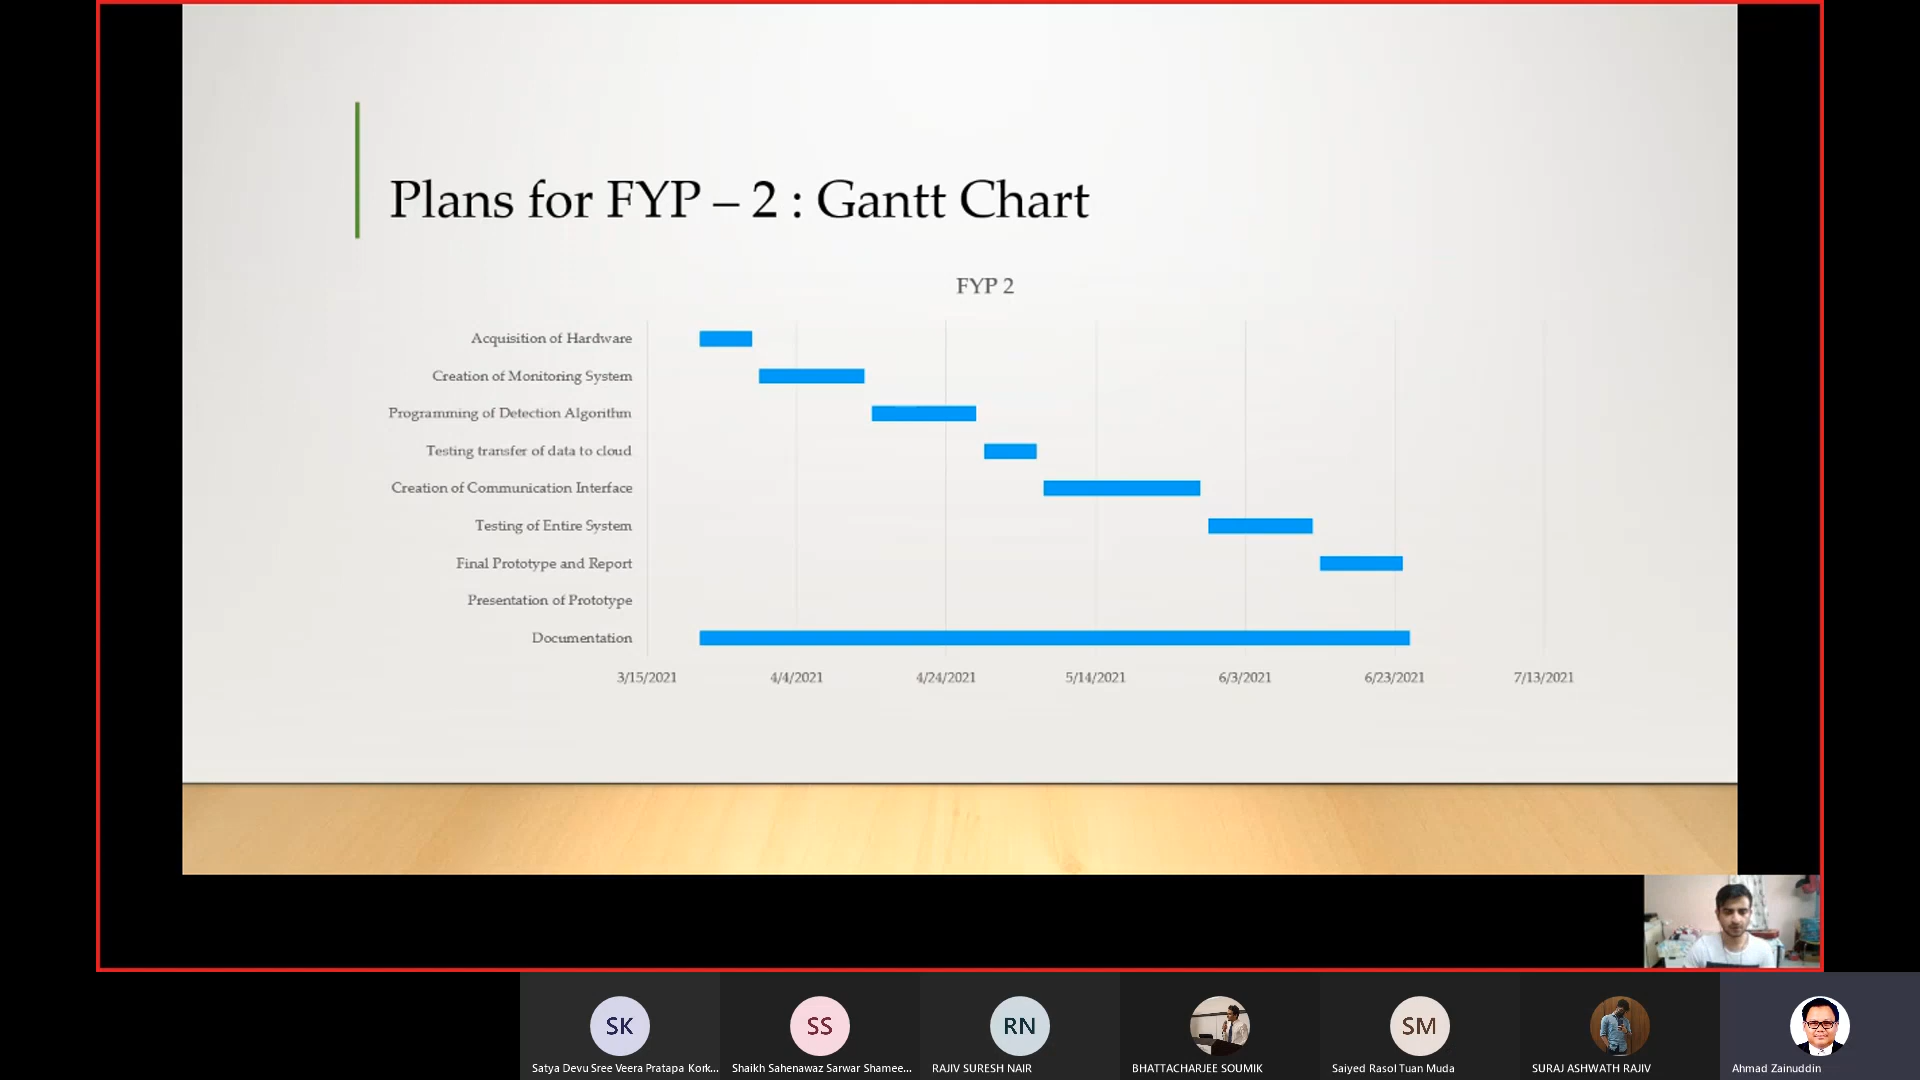 Plans for FYP – 2 : Gantt Chart
FYP 2
Acquisition of Hardware
Creation of Monitoring System
Programming of Detection Algorithm
Testing transfer of data to cloud
Creation of Communication Interface
Testing of Entire System
Final Prototype and Report
Presentation of Prototype
Documentation
3/15/2021 4/4/2021 4/24/2021 5/14/2021 6/3/2021 6/23/2021 7/13/2021
SK SS RN SM
Satya Devu Sree Veera Pratapa Kork... Shaikh Sahenawaz Sarwar Shamee... RAJIV SURESH NAIR BHATTACHARJEE SOUMIK Saiyed Rasol Tuan Muda SURAJ ASHWATH RAJIV Ahmad Zainuddin